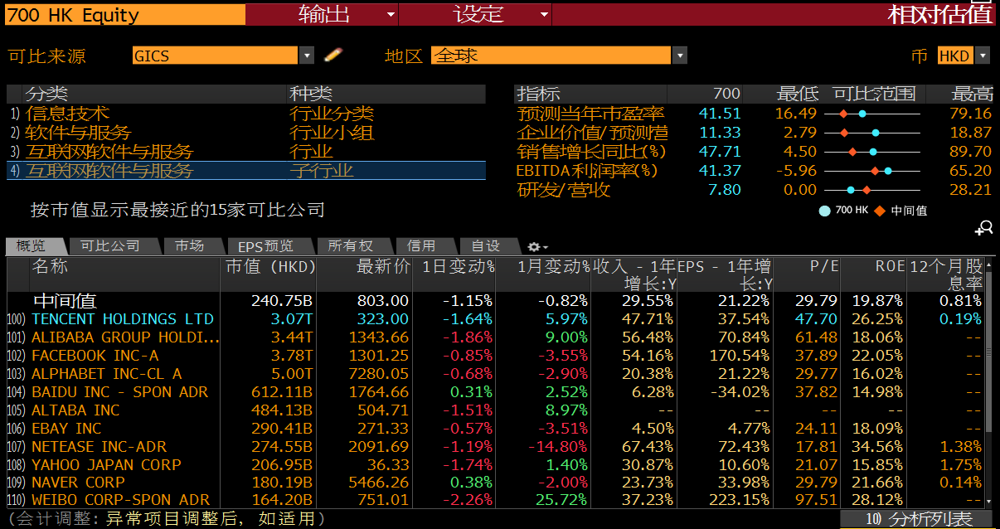 700 HK Equity 输出 设定 相对估值
可比来源 GICS 地区 全球 币 HKD
分类 种类
1) 信息技术 行业分类
2) 软件与服务 行业小组
3) 互联网软件与服务 行业
4) 互联网软件与服务 子行业
按市值显示最接近的15家可比公司
指标 700 最低 可比范围 最高
预测当年市盈率 41.51 16.49 79.16
企业价值/预测 11.33 2.79 18.87
销售增长同比(%) 47.71 4.50 89.70
EBITDA利润率(%) 41.37 -5.96 65.20
研发/营收 7.80 0.00 28.21
700 HK 中间值
概览 可比公司 市场 EPS预览 所有权 信用 自设
名称 市值 (HKD) 最新价 1日变动% 1月变动% 收入 - 1年 EPS - 1年增 P/E ROE 12个月股
增长:Y 长:Y 息率
中间值 240.75B 803.00 -1.15% -0.82% 29.55% 21.22% 29.79 19.87% 0.81%
100) TENCENT HOLDINGS LTD 3.07T 323.00 -1.64% 5.97% 47.71% 37.54% 47.70 26.25% 0.19%
101) ALIBABA GROUP HOLDI... 3.44T 1343.66 -1.86% 9.00% 56.48% 70.84% 61.48 18.06% --
102) FACEBOOK INC-A 3.78T 1301.25 -0.85% -3.55% 54.16% 170.54% 37.89 22.05% --
103) ALPHABET INC-CL A 5.00T 7280.05 -0.68% -2.90% 20.38% 21.22% 29.77 16.02% --
104) BAIDU INC - SPON ADR 612.11B 1764.66 0.31% 2.52% 6.28% -34.02% 37.82 14.98% --
105) ALTABA INC 484.13B 504.71 -1.51% 8.97% -- -- -- -- --
106) EBAY INC 290.41B 271.33 -0.57% -3.51% 4.50% 4.77% 24.11 18.09% --
107) NETEASE INC-ADR 274.55B 2091.69 -1.19% -14.80% 67.43% 72.43% 17.81 34.56% 1.38%
108) YAHOO JAPAN CORP 206.95B 36.33 -1.74% 1.40% 30.87% 10.60% 21.07 15.85% 1.75%
109) NAVER CORP 180.19B 5466.26 0.38% -2.00% 23.73% 33.98% 29.79 21.66% 0.14%
110) WEIBO CORP-SPON ADR 164.20B 751.01 -2.26% 25.72% 37.23% 223.15% 97.51 28.12% --
(会计调整: 异常项目调整后, 如适用) 10) 分析列表